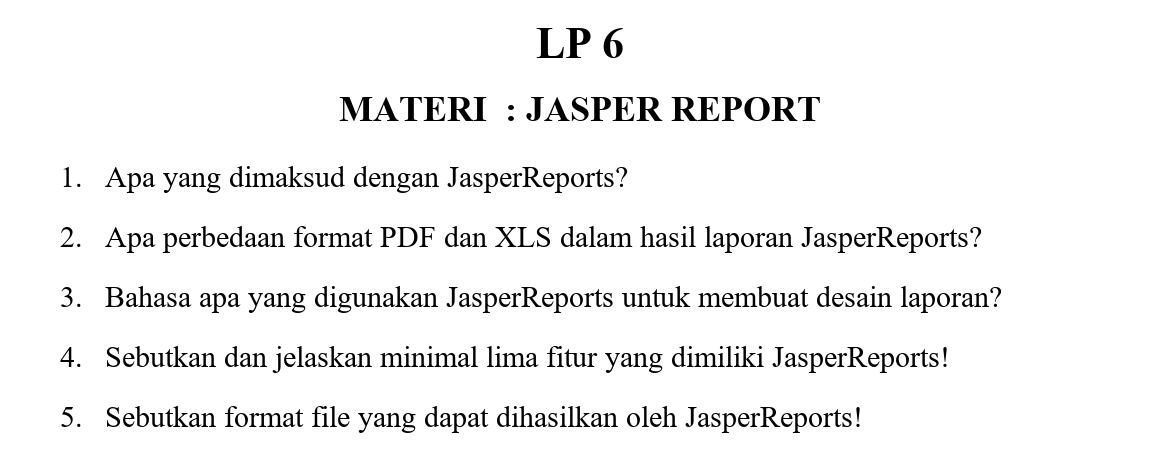 LP 6
MATERI : JASPER REPORT
1. Apa yang dimaksud dengan JasperReports?
2. Apa perbedaan format PDF dan XLS dalam hasil laporan JasperReports?
3. Bahasa apa yang digunakan JasperReports untuk membuat desain laporan?
4. Sebutkan dan jelaskan minimal lima fitur yang dimiliki JasperReports!
5. Sebutkan format file yang dapat dihasilkan oleh JasperReports!